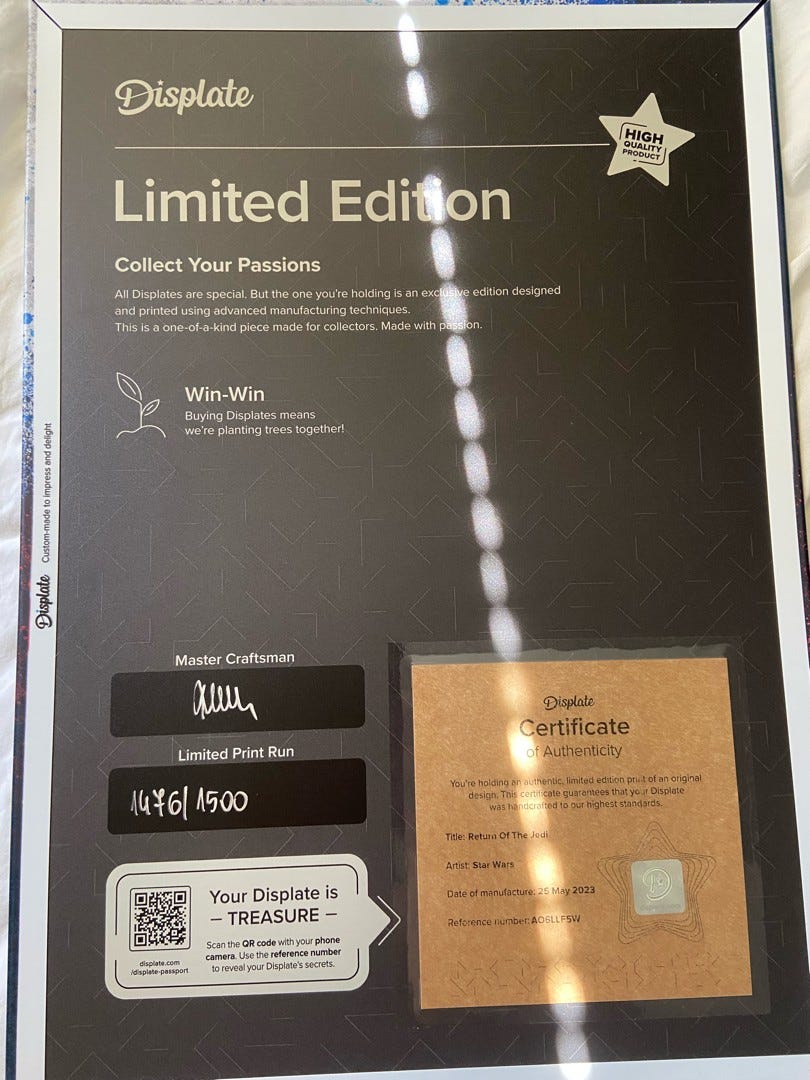 Displate
HIGH
QUALITY
PRODUCT
Limited Edition
Collect Your Passions
All Displates are special. But the one you're holding is an exclusive edition designed
and printed using advanced manufacturing techniques.
This is a one-of-a-kind piece made for collectors. Made with passion.
Win-Win
Buying Displates means
we're planting trees together!
Displate Custom-made to impress and delight
Master Craftsman
Limited Print Run
1476/1500
Your Displate is
– TREASURE –
Scan the QR code with your phone
camera. Use the reference number
to reveal your Displate's secrets.
displate.com
/displate-passport
Displate
Certificate
of Authenticity
You're holding an authentic, limited edition print of an original
design. This certificate guarantees that your Displate
was handcrafted to our highest standards.
Title: Return Of The Jedi
Artist: Star Wars
Date of manufacture: 25 May 2023
Reference number: AO6LLF5W